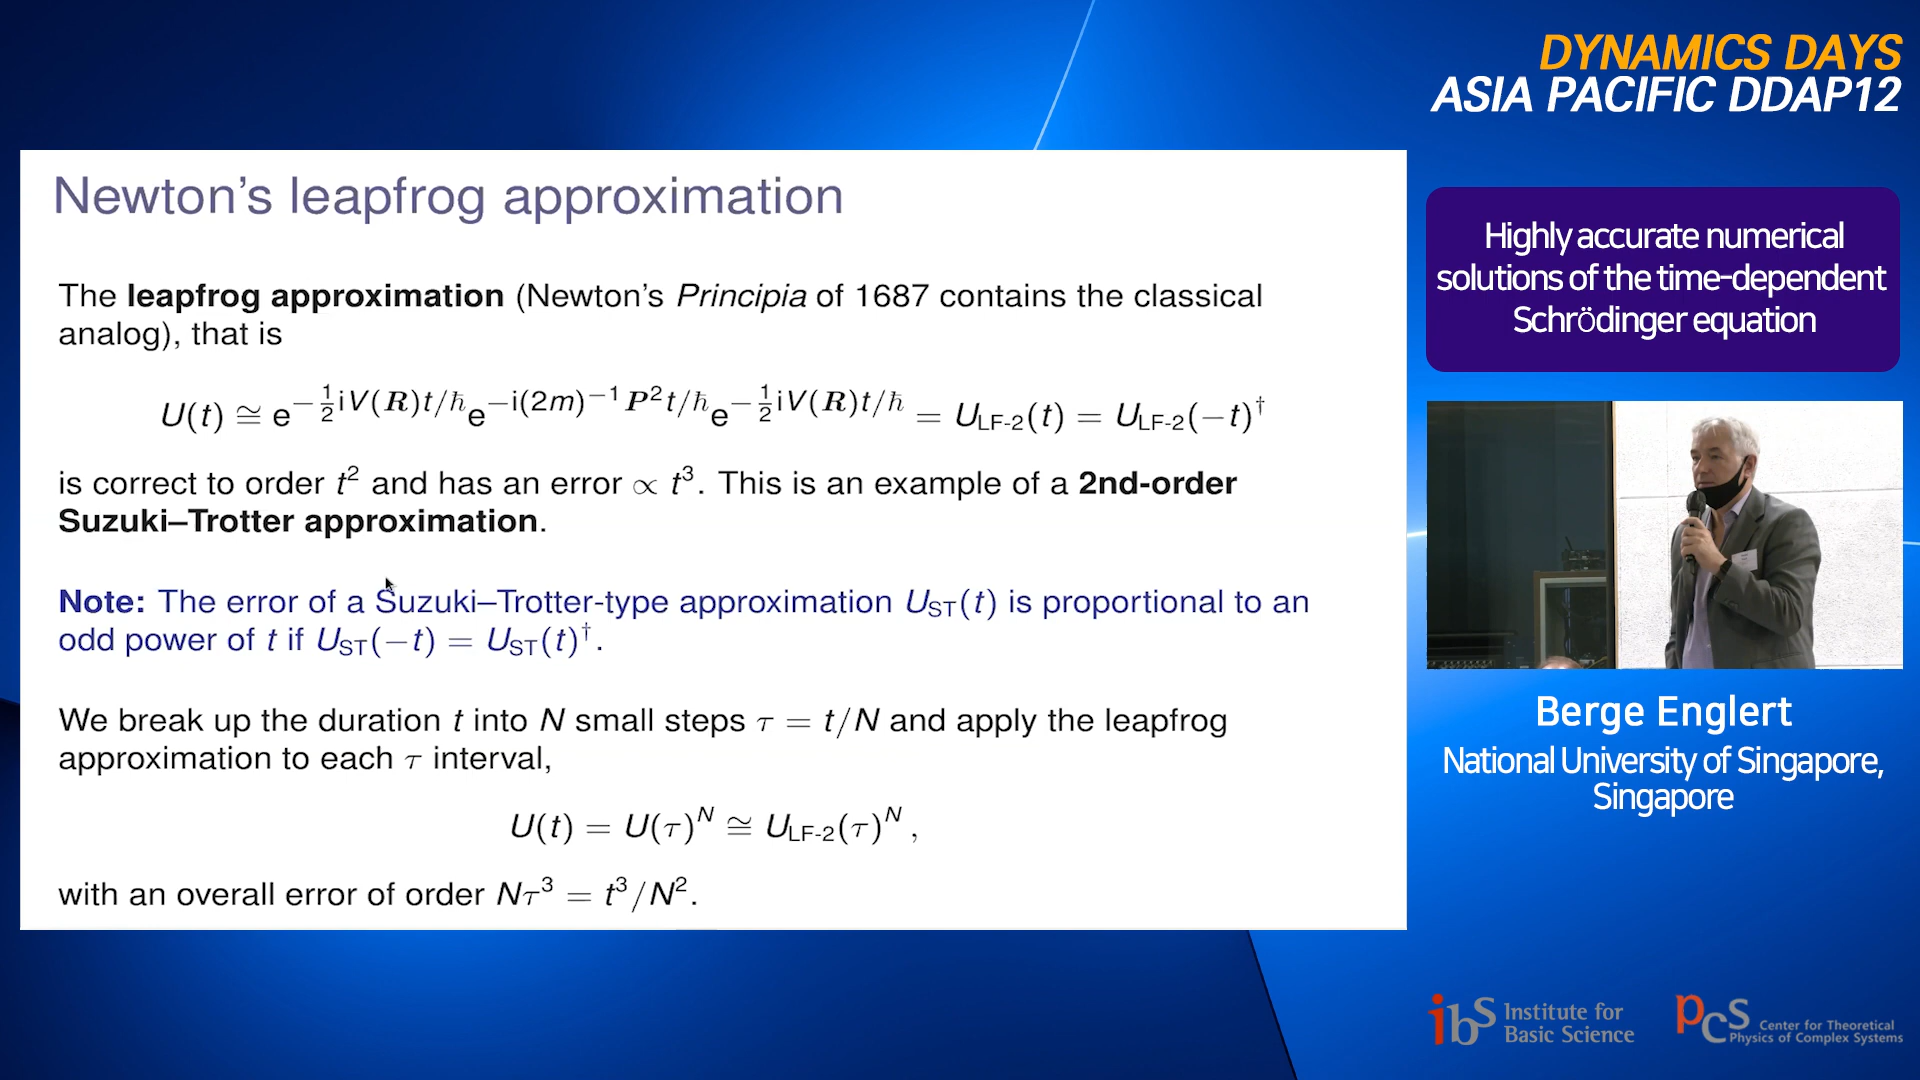 DYNAMICS DAYS
ASIA PACIFIC DDAP12
Newton's leapfrog approximation
The leapfrog approximation (Newton's Principia of 1687 contains the classical
analog), that is
U(t) ≅ e^{−½iV(R)t/ħ} e^{−i(2m)^{−1}P²t/ħ} e^{−½iV(R)t/ħ} = U_{LF-2}(t) = U_{LF-2}(−t)^†
is correct to order t² and has an error ∝ t³. This is an example of a 2nd-order
Suzuki–Trotter approximation.
Note: The error of a Suzuki–Trotter-type approximation U_{ST}(t) is proportional to an
odd power of t if U_{ST}(−t) = U_{ST}(t)^†.
We break up the duration t into N small steps τ = t/N and apply the leapfrog
approximation to each τ interval,
U(t) = U(τ)^N ≅ U_{LF-2}(τ)^N,
with an overall error of order Nτ³ = t³/N².
Highly accurate numerical
solutions of the time-dependent
Schrödinger equation
Berge Englert
National University of Singapore,
Singapore
ibS Institute for
Basic Science
PCS Center for Theoretical
Physics of Complex Systems